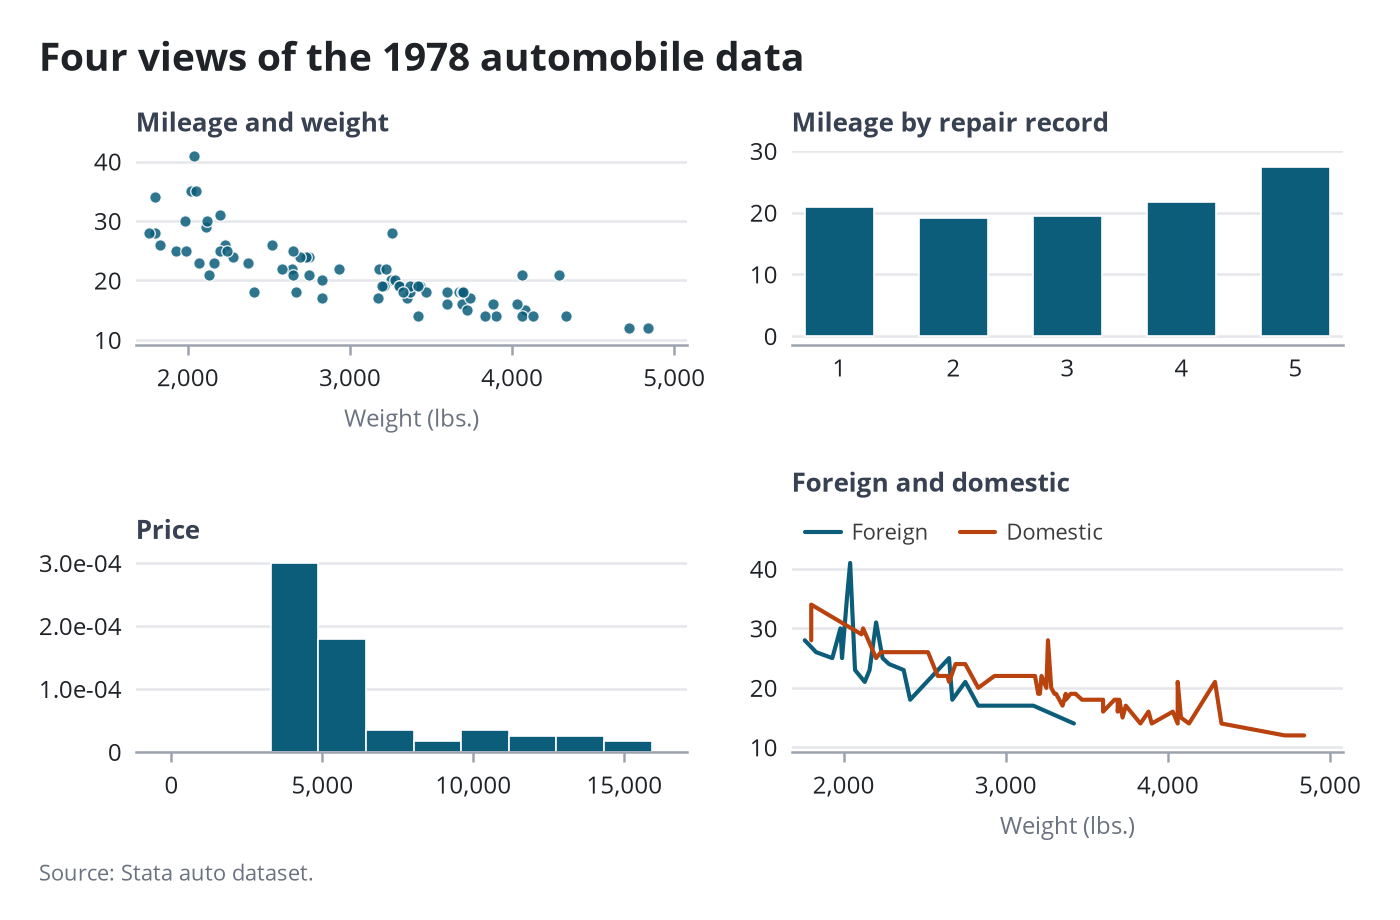 Four views of the 1978 automobile data
Mileage and weight
40
30
20
10
2,000 3,000 4,000 5,000
Weight (lbs.)
Mileage by repair record
30
20
10
0
1 2 3 4 5
Price
3.0e-04
2.0e-04
1.0e-04
0
0 5,000 10,000 15,000
Foreign and domestic
Foreign Domestic
40
30
20
10
2,000 3,000 4,000 5,000
Weight (lbs.)
Source: Stata auto dataset.